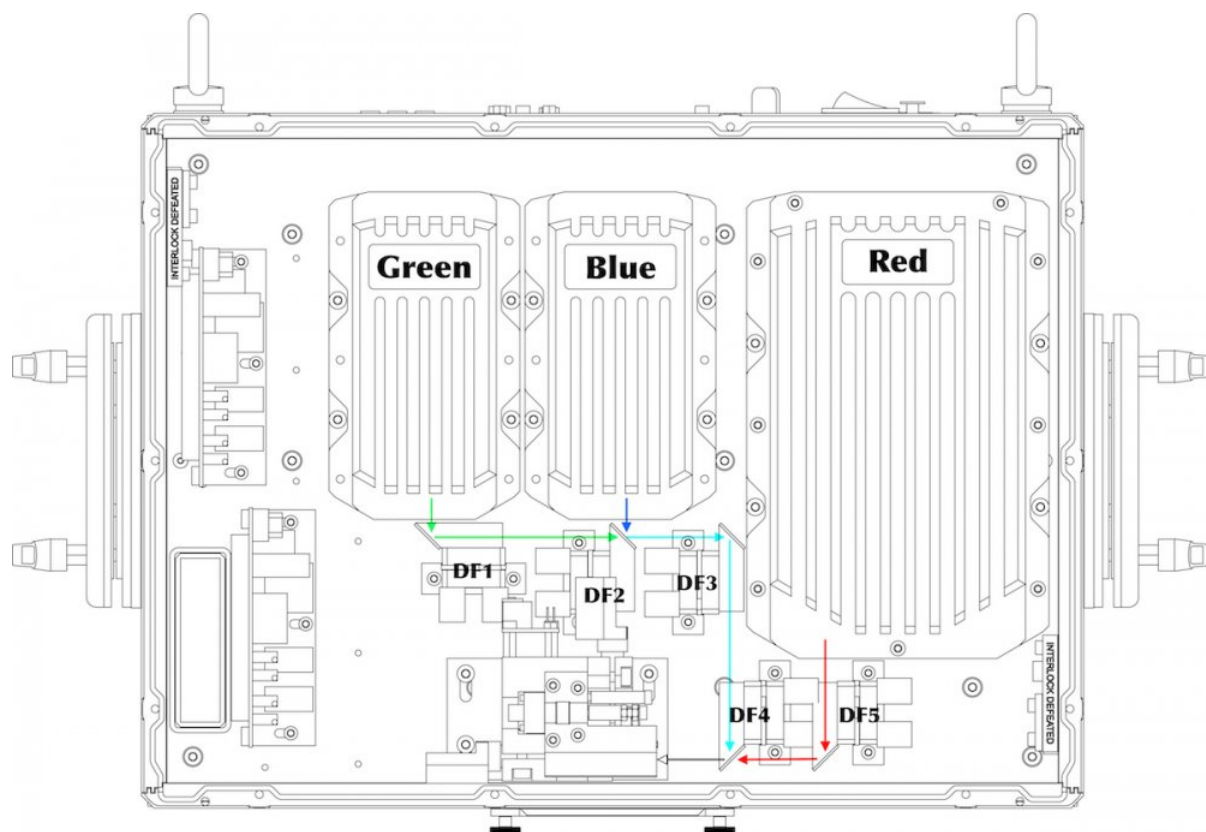 INTERLOCK DEFEATED
Green
Blue
Red
DF1
DF2
DF3
DF4
DF5
INTERLOCK DEFEATED